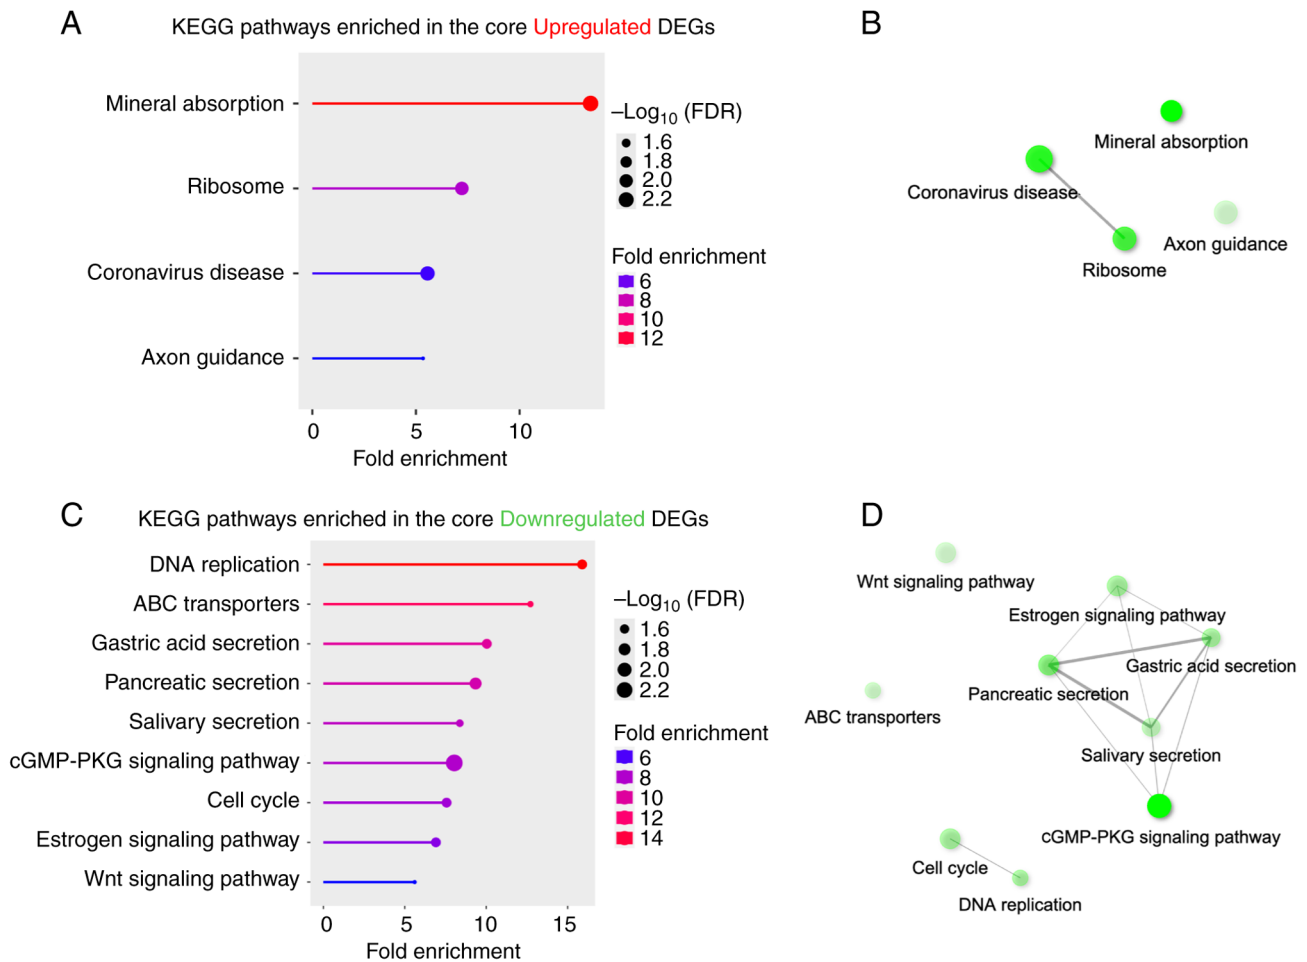 A
KEGG pathways enriched in the core Upregulated DEGs
Mineral absorption
Ribosome
Coronavirus disease
Axon guidance
0
5
10
Fold enrichment
–Log10 (FDR)
1.6
1.8
2.0
2.2
Fold enrichment
6
8
10
12
B
Mineral absorption
Coronavirus disease
Axon guidance
Ribosome
C
KEGG pathways enriched in the core Downregulated DEGs
DNA replication
ABC transporters
Gastric acid secretion
Pancreatic secretion
Salivary secretion
cGMP-PKG signaling pathway
Cell cycle
Estrogen signaling pathway
Wnt signaling pathway
0
5
10
15
Fold enrichment
–Log10 (FDR)
1.6
1.8
2.0
2.2
Fold enrichment
6
8
10
12
14
D
Wnt signaling pathway
Estrogen signaling pathway
Gastric acid secretion
Pancreatic secretion
ABC transporters
Salivary secretion
cGMP-PKG signaling pathway
Cell cycle
DNA replication